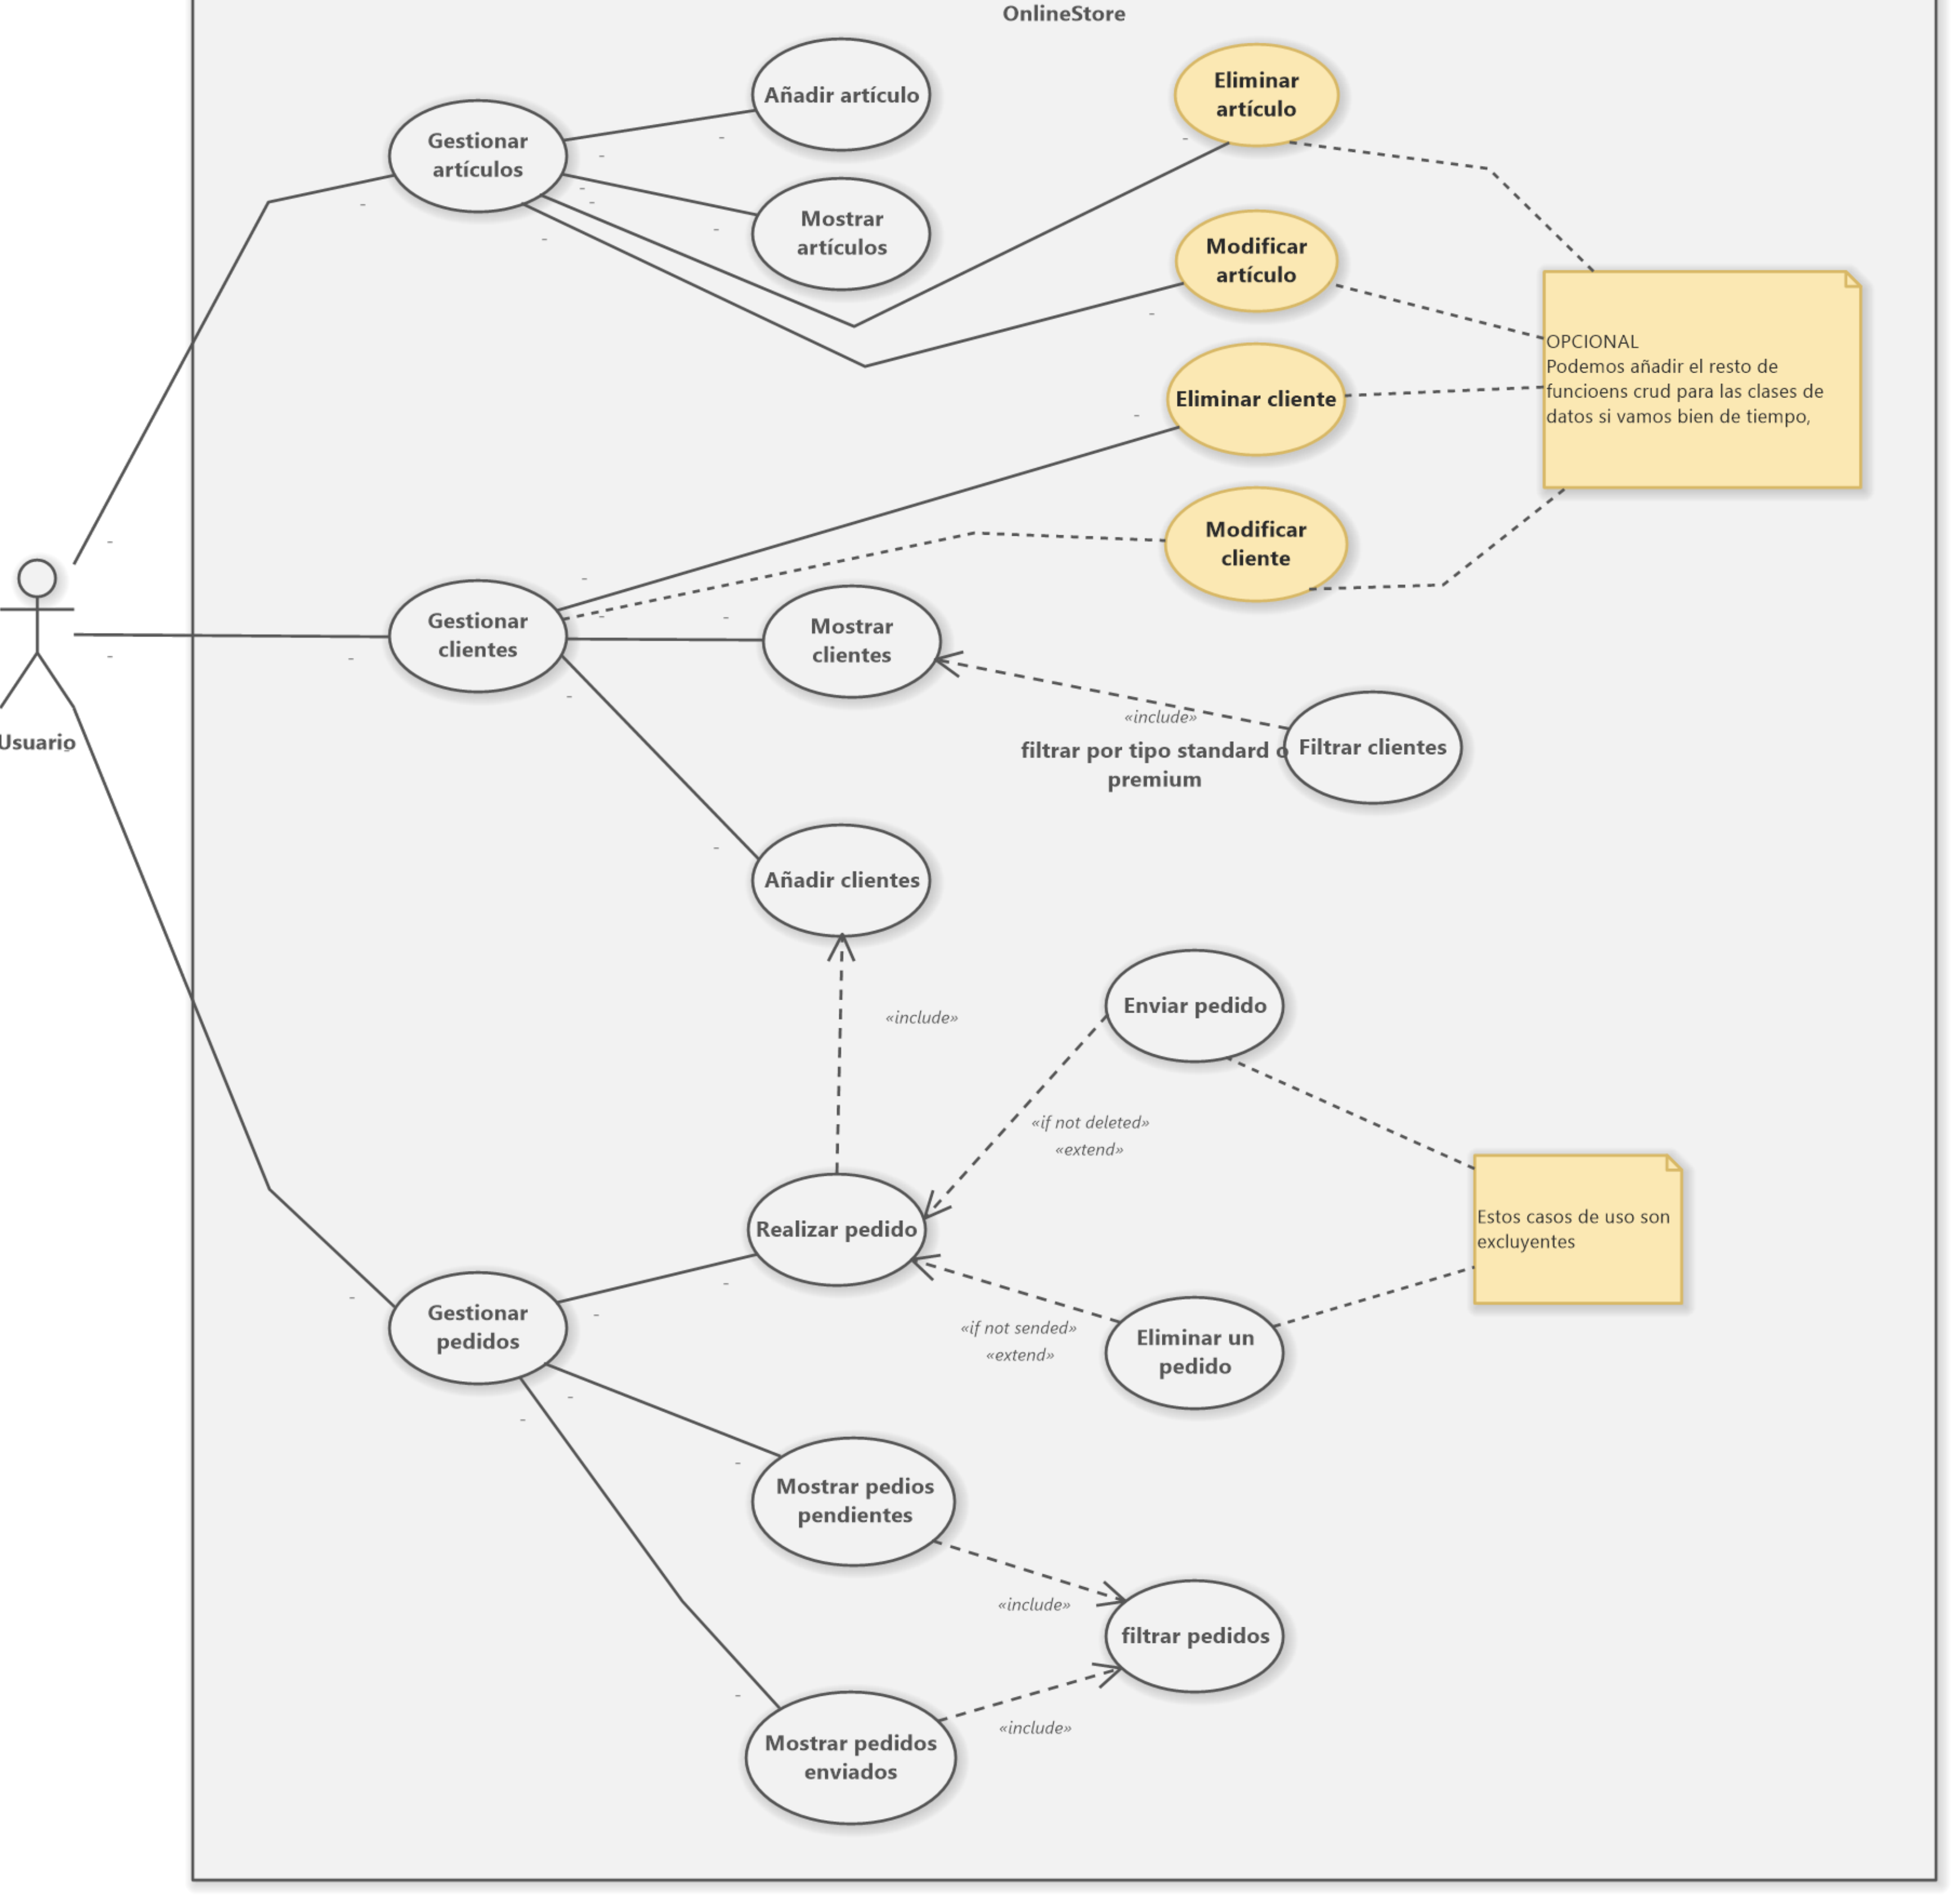 OnlineStore
Añadir artículo
Eliminar
artículo
Gestionar
artículos
Mostrar
artículos
Modificar
artículo
OPCIONAL
Podemos añadir el resto de
funcioens crud para las clases de
datos si vamos bien de tiempo,
Eliminar cliente
Modificar
cliente
Gestionar
clientes
Mostrar
clientes
«include»
filtrar por tipo standard o
premium
Filtrar clientes
Usuario
Añadir clientes
«include»
Enviar pedido
«if not deleted»
«extend»
Realizar pedido
Estos casos de uso son
excluyentes
Gestionar
pedidos
«if not sended»
«extend»
Eliminar un
pedido
Mostrar pedios
pendientes
«include»
filtrar pedidos
«include»
Mostrar pedidos
enviados